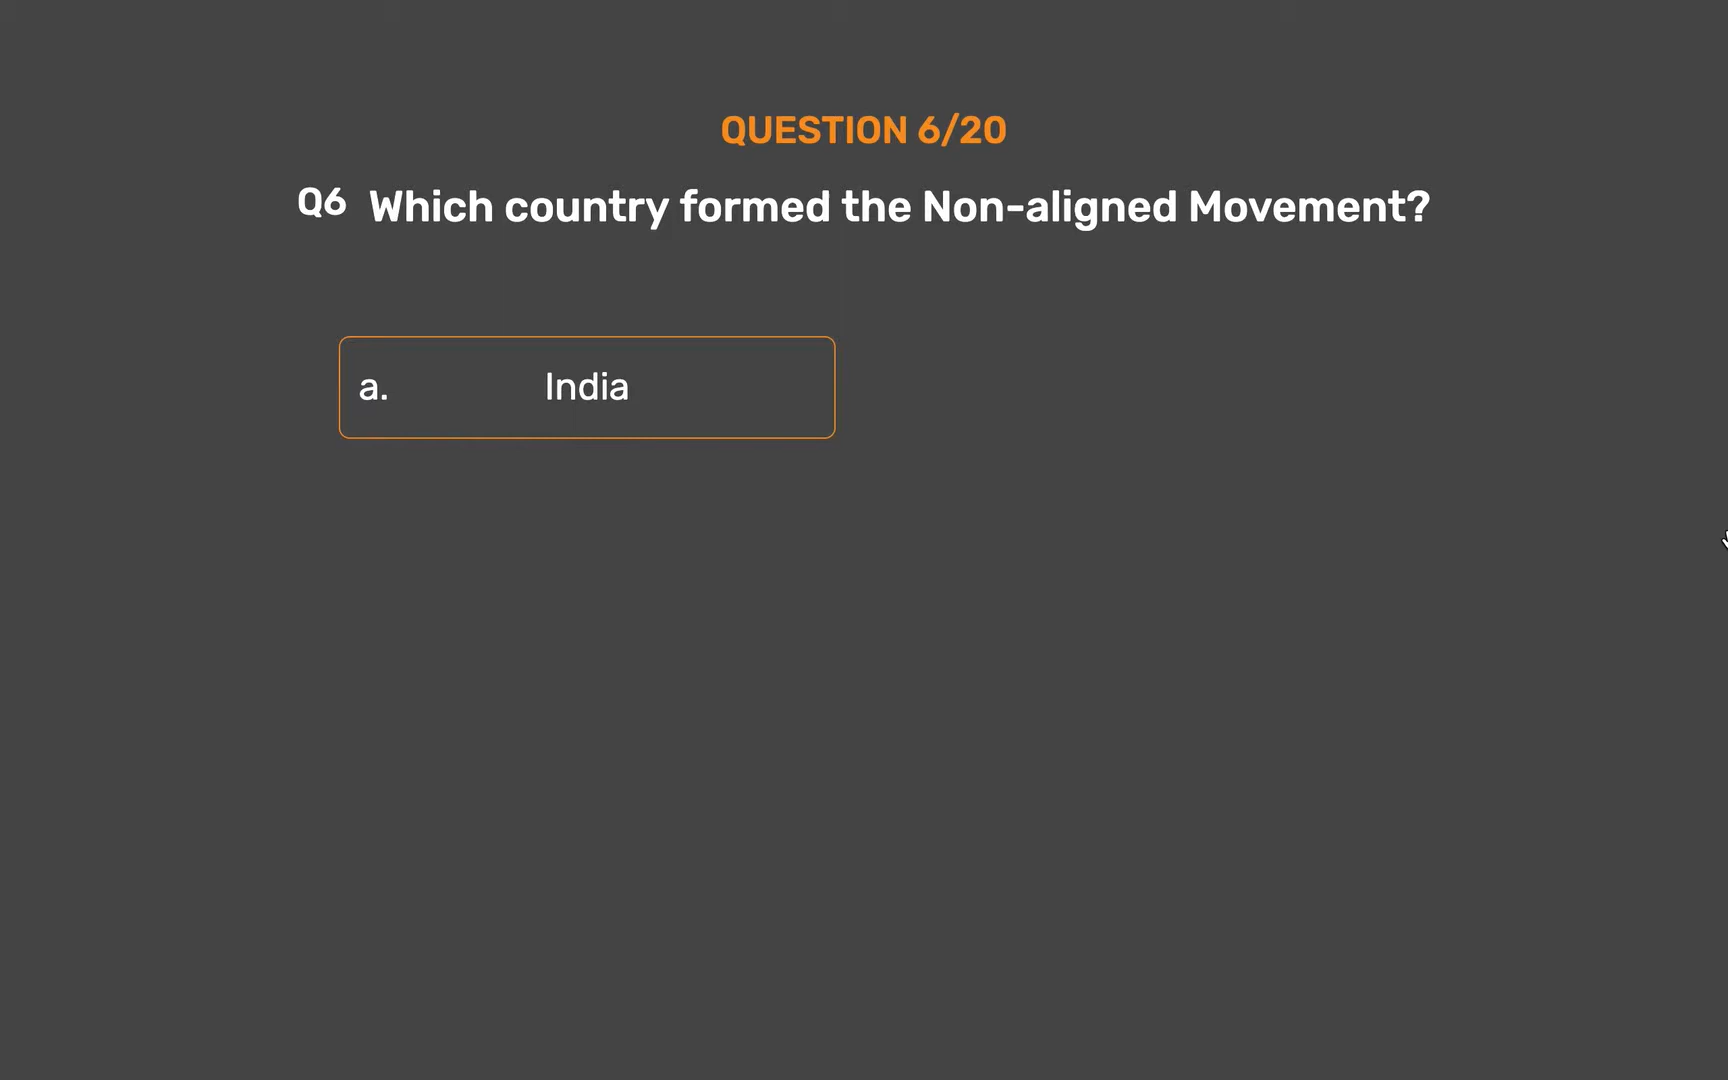 QUESTION 6/20
Q6 Which country formed the Non-aligned Movement?
a. India